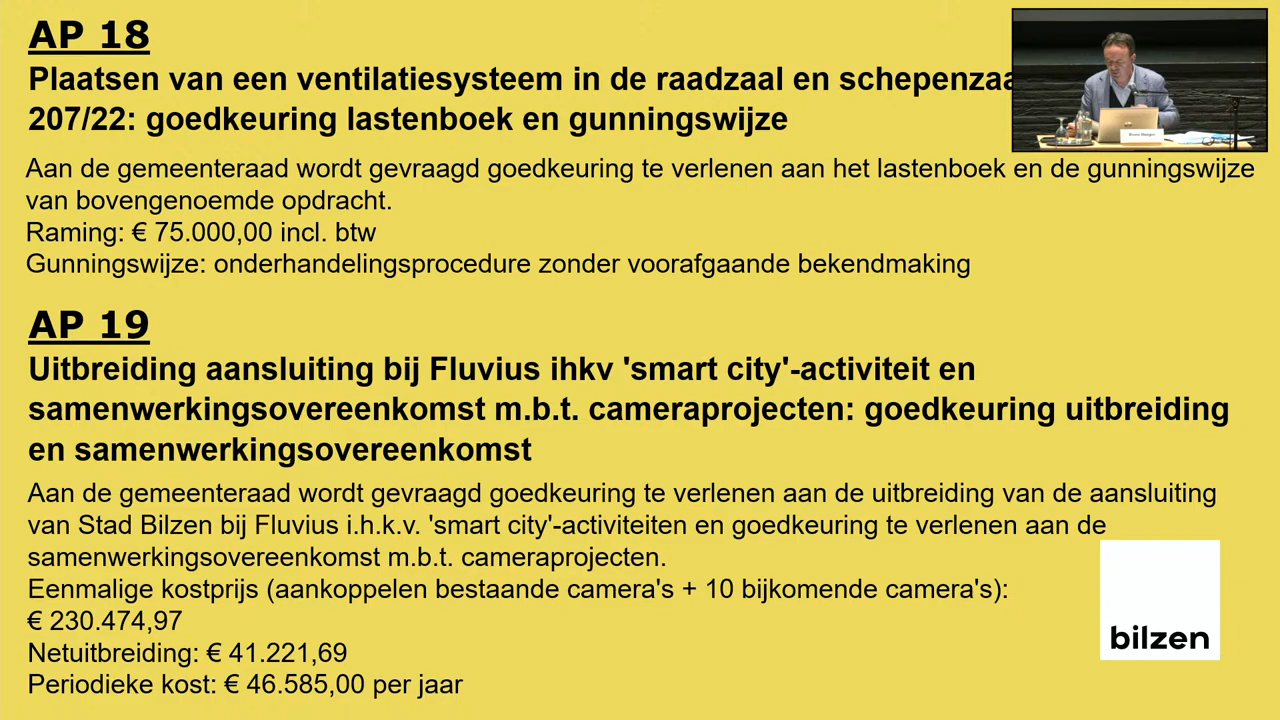 AP 18
Plaatsen van een ventilatiesysteem in de raadzaal en
207/22: goedkeuring lastenboek en gunningswijze
Aan de gemeenteraad wordt gevraagd goedkeuring te verlenen aan het lastenboek en de gunningswijze
van bovengenoemde opdracht.
Raming: € 75.000,00 incl. btw
Gunningswijze: onderhandelingsprocedure zonder voorafgaande bekendmaking
AP 19
Uitbreiding aansluiting bij Fluvius ihkv 'smart city'-activiteit en
samenwerkingsovereenkomst m.b.t. cameraprojecten: goedkeuring uitbreiding
en samenwerkingsovereenkomst
Aan de gemeenteraad wordt gevraagd goedkeuring te verlenen aan de uitbreiding van de aansluiting
van Stad Bilzen bij Fluvius i.h.k.v. 'smart city'-activiteiten en goedkeuring te verlenen aan de
samenwerkingsovereenkomst m.b.t. cameraprojecten.
Eenmalige kostprijs (aankoppelen bestaande camera's + 10 bijkomende camera's):
€ 230.474,97
Netuitbreiding: € 41.221,69
Periodieke kost: € 46.585,00 per jaar
bilzen